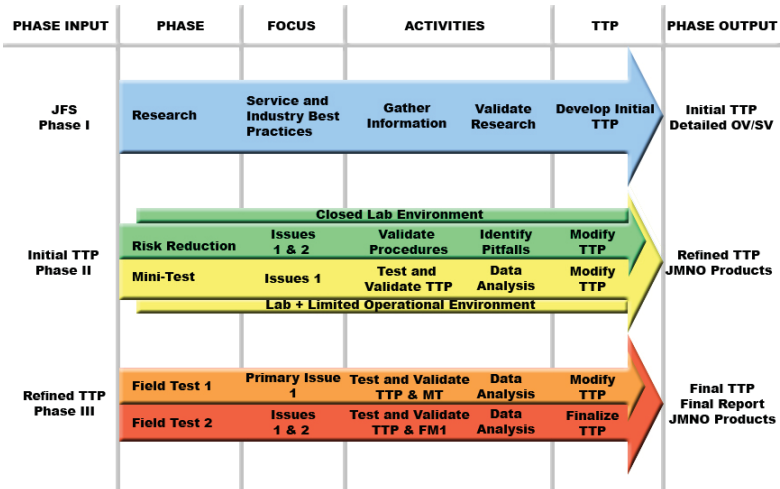 PHASE INPUT PHASE FOCUS ACTIVITIES TTP PHASE OUTPUT
JFS
Phase I
Research
Service and
Industry Best
Practices
Gather
Information
Validate
Research
Develop Initial
TTP
Initial TTP
Detailed OV/SV
Closed Lab Environment
Initial TTP
Phase II
Risk Reduction
Issues
1 & 2
Validate
Procedures
Identify
Pitfalls
Modify
TTP
Mini-Test
Issues 1
Test and
Validate TTP
Data
Analysis
Modify
TTP
Lab + Limited Operational Environment
Refined TTP
JMNO Products
Refined TTP
Phase III
Field Test 1
Primary Issue
1
Test and Validate
TTP & MT
Data
Analysis
Modify
TTP
Field Test 2
Issues
1 & 2
Test and Validate
TTP & FM1
Data
Analysis
Finalize
TTP
Final TTP
Final Report
JMNO Products